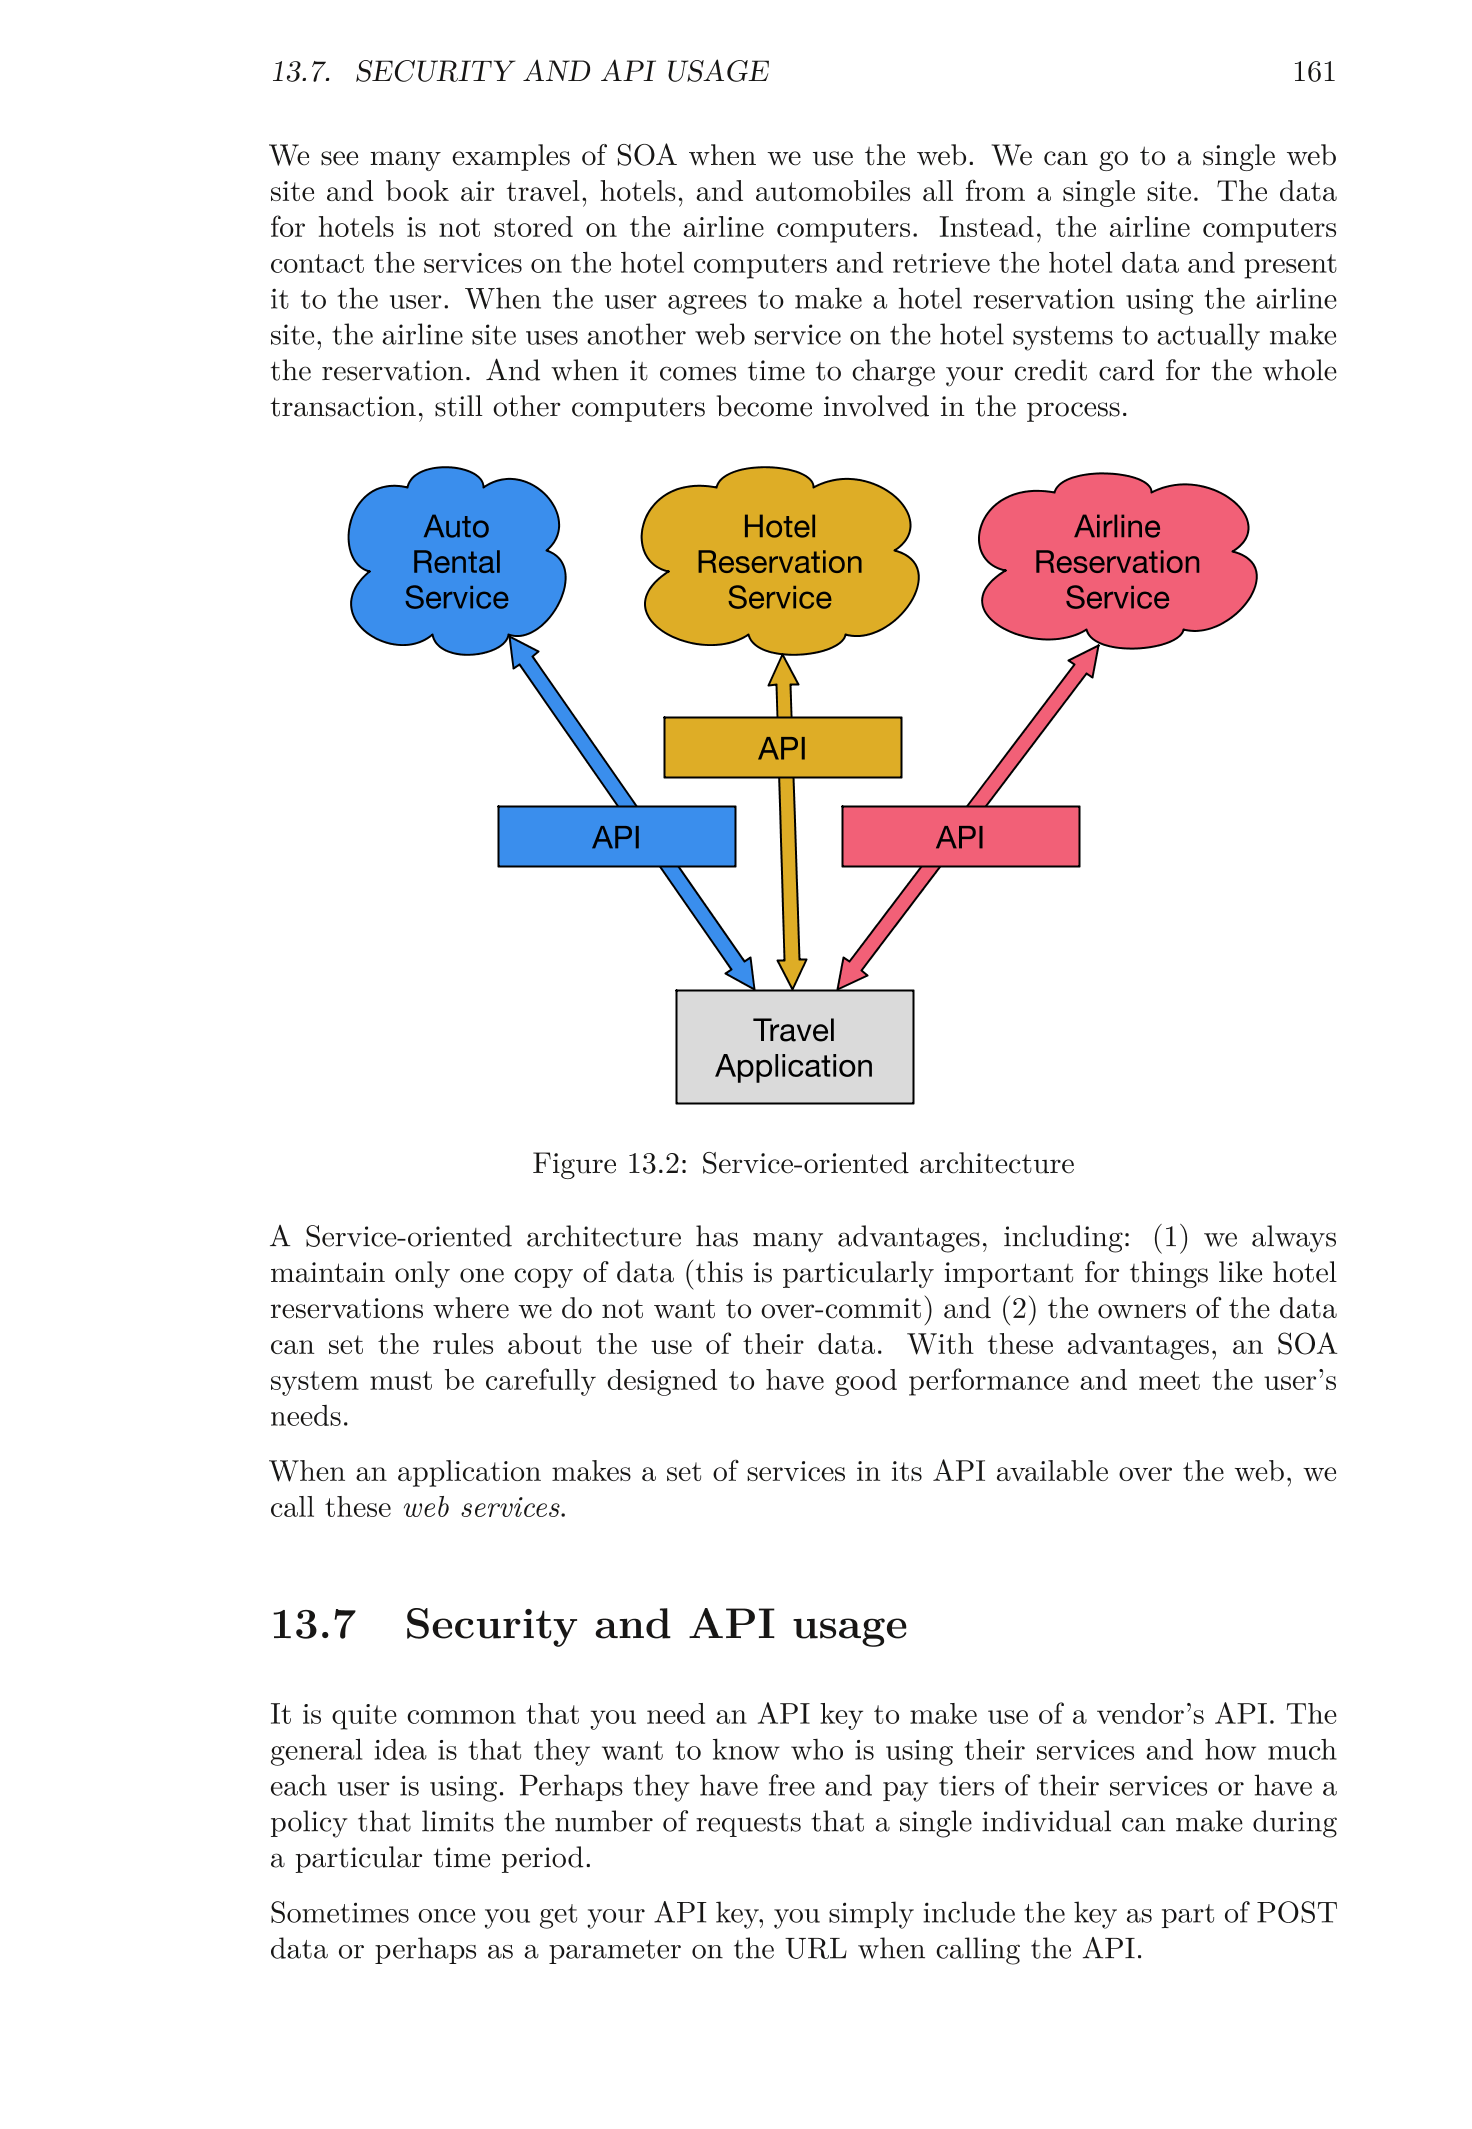 13.7. SECURITY AND API USAGE 161
We see many examples of SOA when we use the web. We can go to a single web
site and book air travel, hotels, and automobiles all from a single site. The data
for hotels is not stored on the airline computers. Instead, the airline computers
contact the services on the hotel computers and retrieve the hotel data and present
it to the user. When the user agrees to make a hotel reservation using the airline
site, the airline site uses another web service on the hotel systems to actually make
the reservation. And when it comes time to charge your credit card for the whole
transaction, still other computers become involved in the process.
Auto
Rental
Service
Hotel
Reservation
Service
Airline
Reservation
Service
API
API
API
Travel
Application
Figure 13.2: Service-oriented architecture
A Service-oriented architecture has many advantages, including: (1) we always
maintain only one copy of data (this is particularly important for things like hotel
reservations where we do not want to over-commit) and (2) the owners of the data
can set the rules about the use of their data. With these advantages, an SOA
system must be carefully designed to have good performance and meet the user's
needs.
When an application makes a set of services in its API available over the web, we
call these web services.
13.7 Security and API usage
It is quite common that you need an API key to make use of a vendor's API. The
general idea is that they want to know who is using their services and how much
each user is using. Perhaps they have free and pay tiers of their services or have a
policy that limits the number of requests that a single individual can make during
a particular time period.
Sometimes once you get your API key, you simply include the key as part of POST
data or perhaps as a parameter on the URL when calling the API.